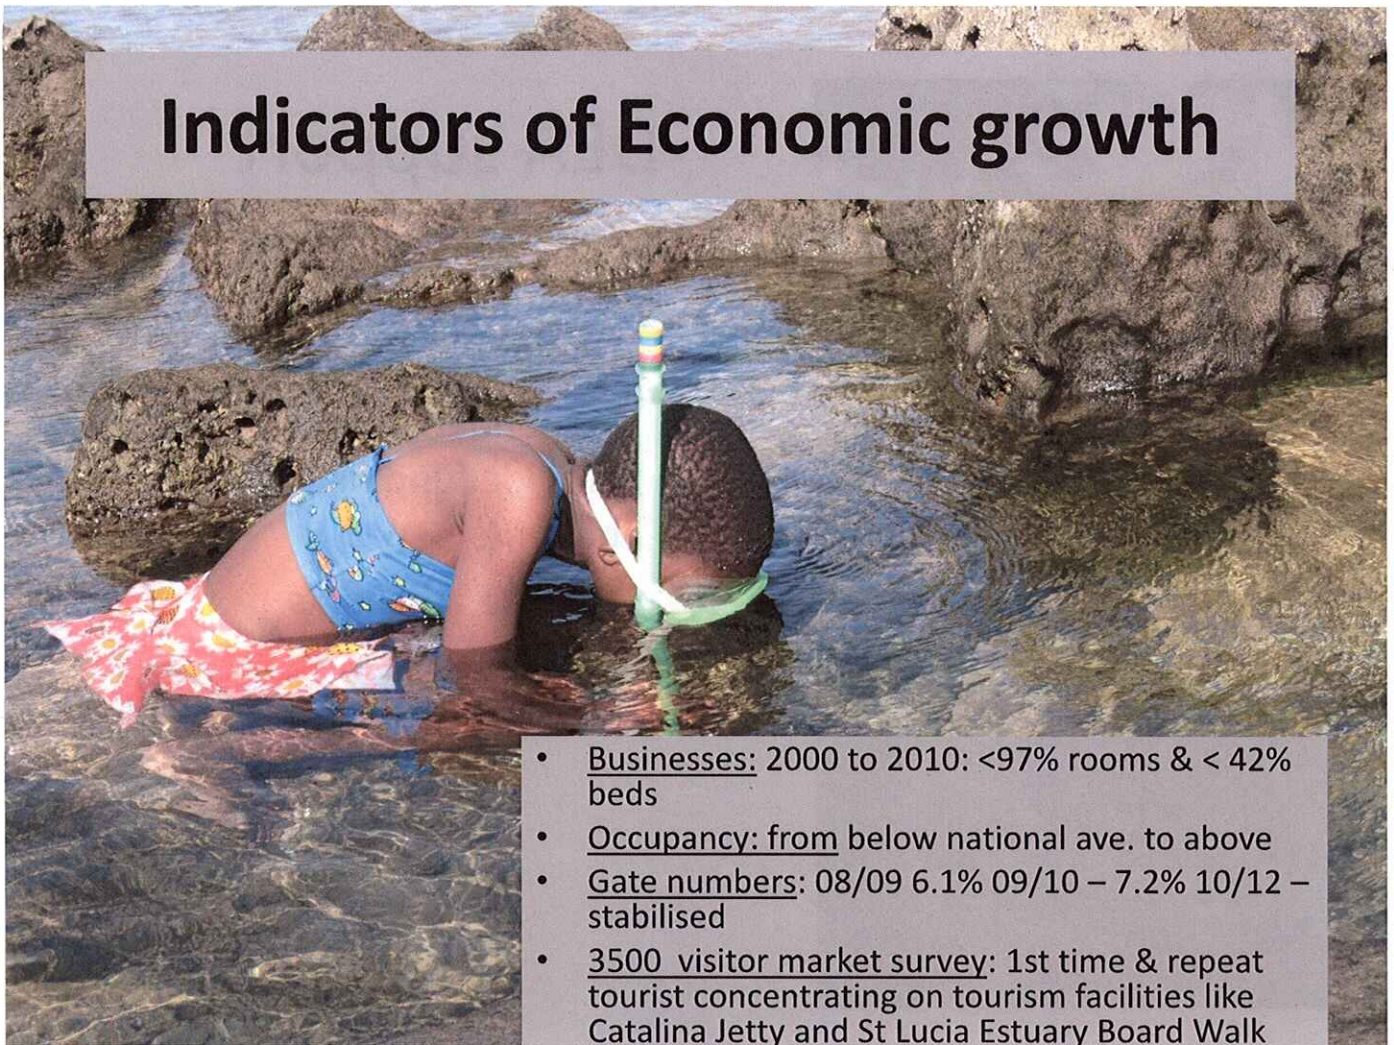 Indicators of Economic growth
• Businesses: 2000 to 2010: <97% rooms & < 42%
beds
• Occupancy: from below national ave. to above
• Gate numbers: 08/09 6.1% 09/10 – 7.2% 10/12 –
stabilised
• 3500  visitor market survey: 1st time & repeat
tourist concentrating on tourism facilities like
Catalina Jetty and St Lucia Estuary Board Walk